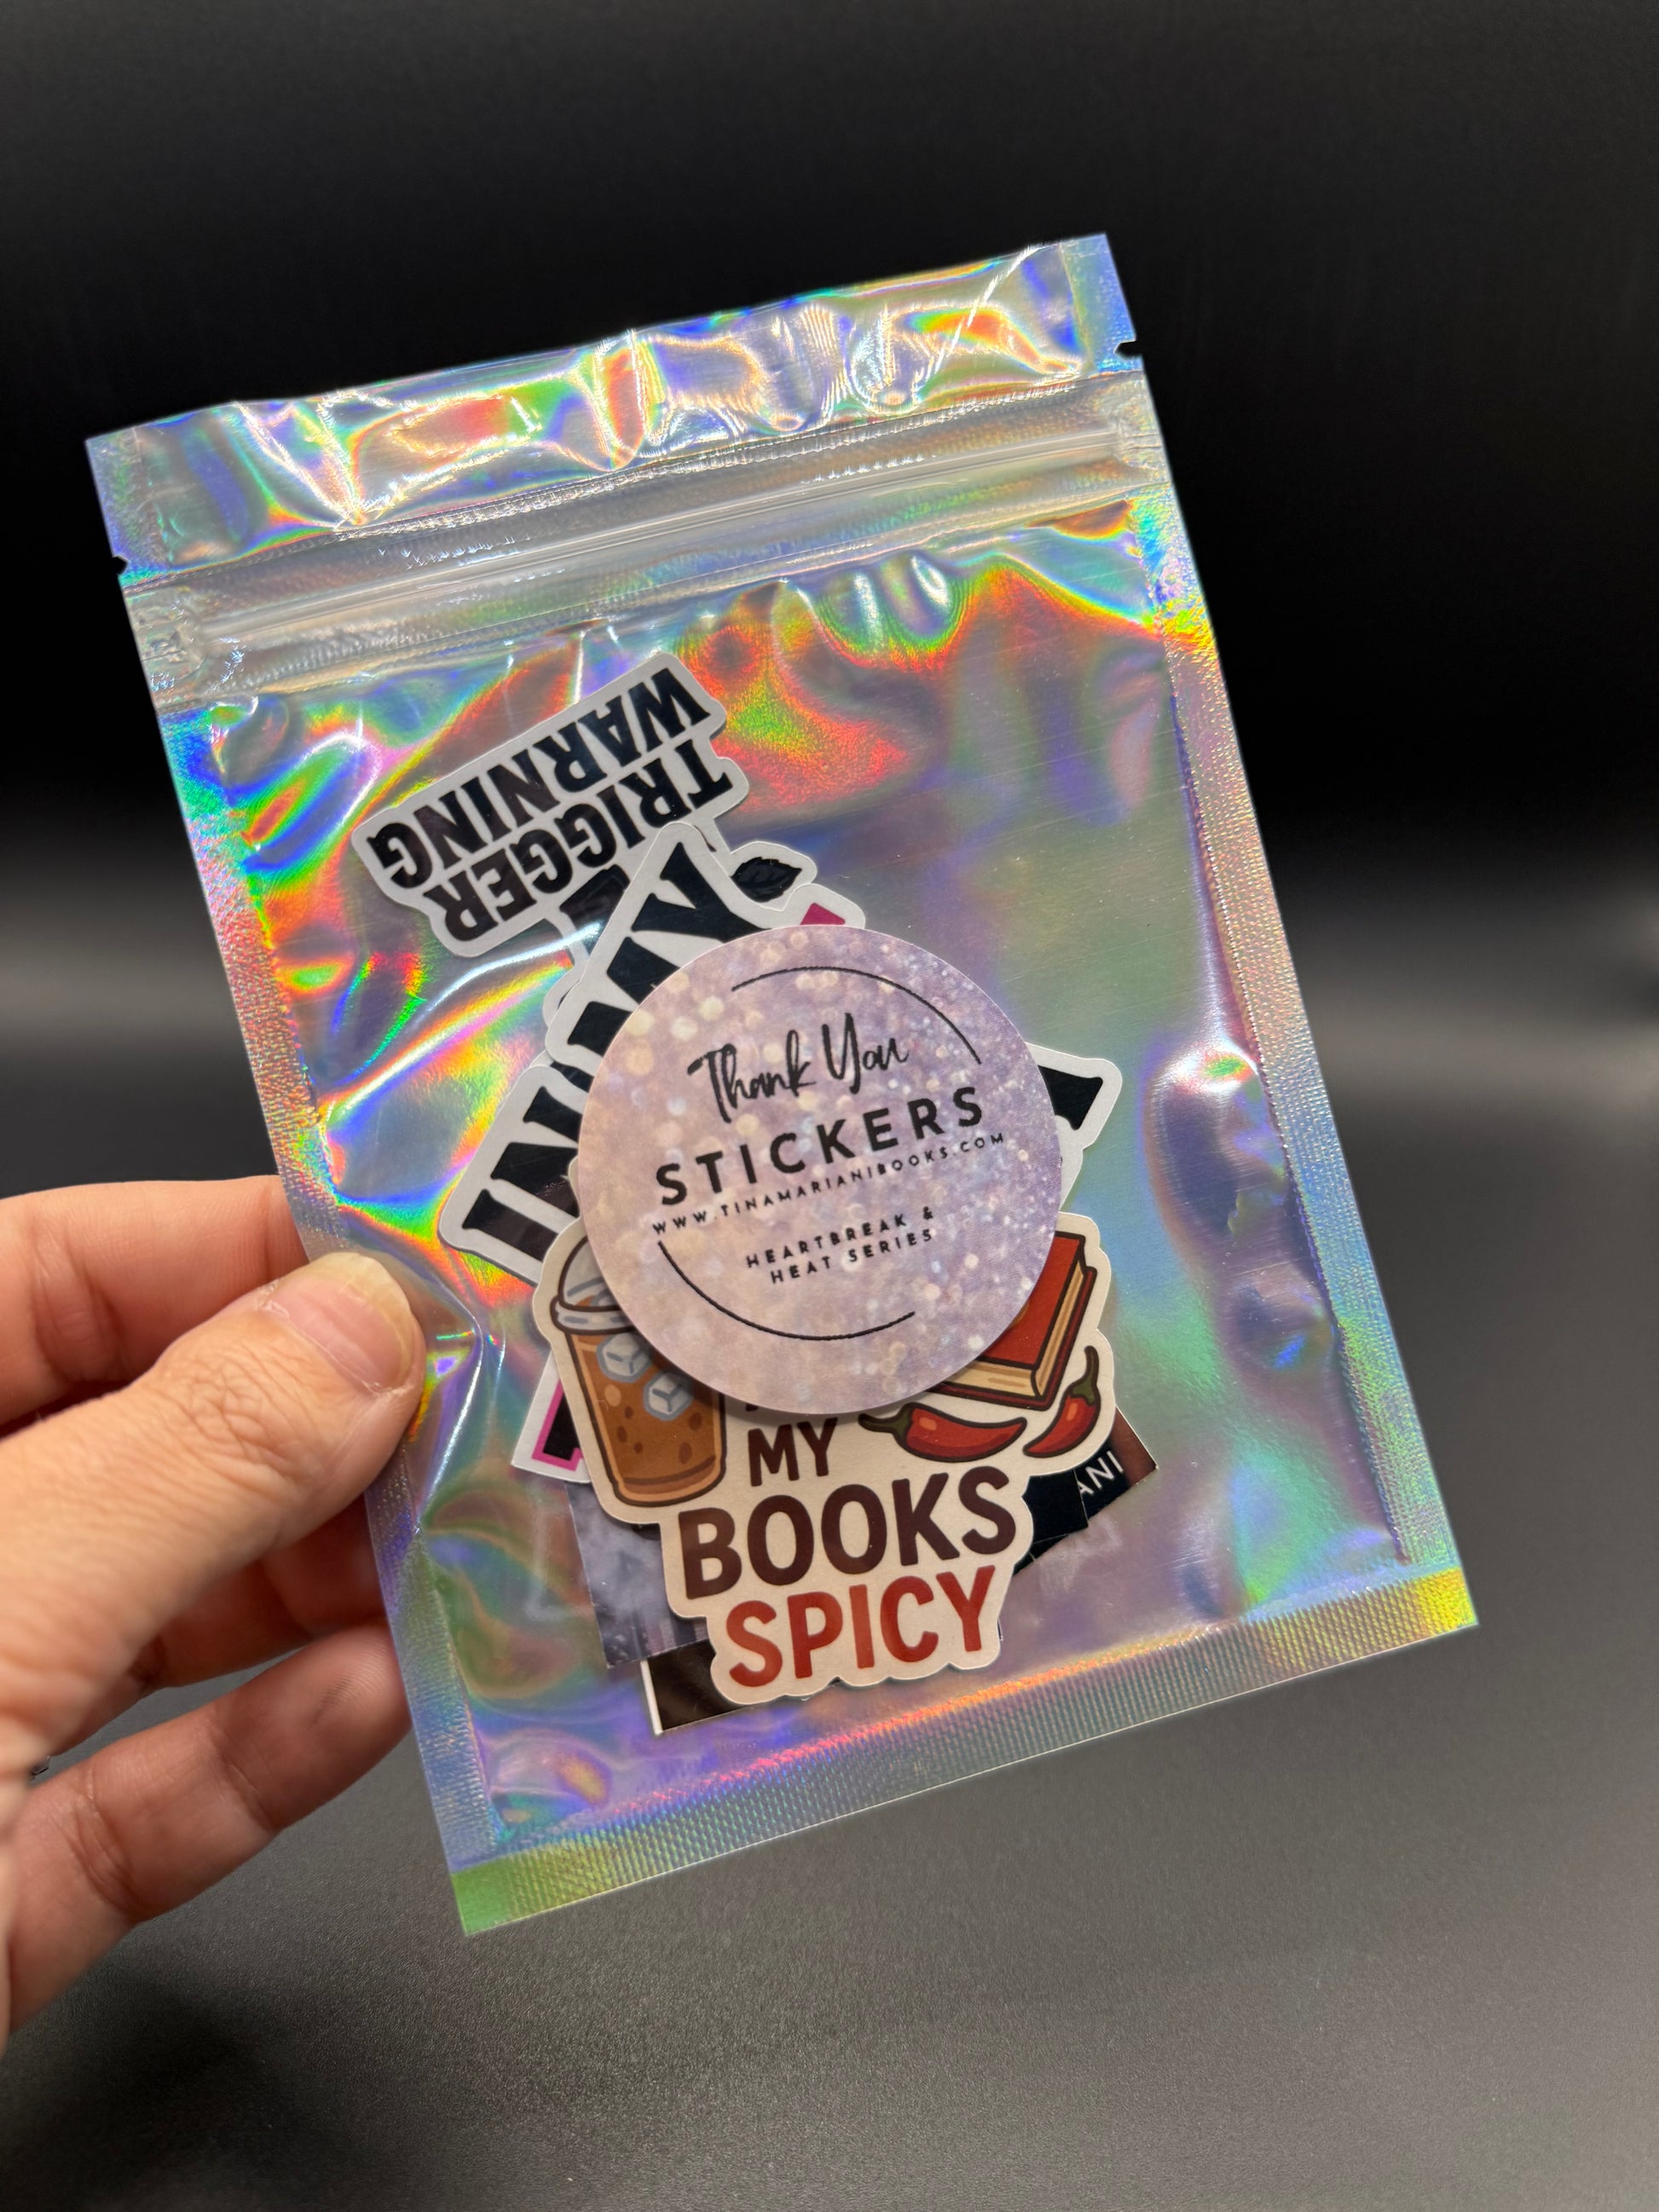 TRIGGER
WARNING
Thank You
STICKERS
WWW.TINAMARIANIBOOKS.COM
HEARTBREAK &
HEAT SERIES
MY
BOOKS
SPICY